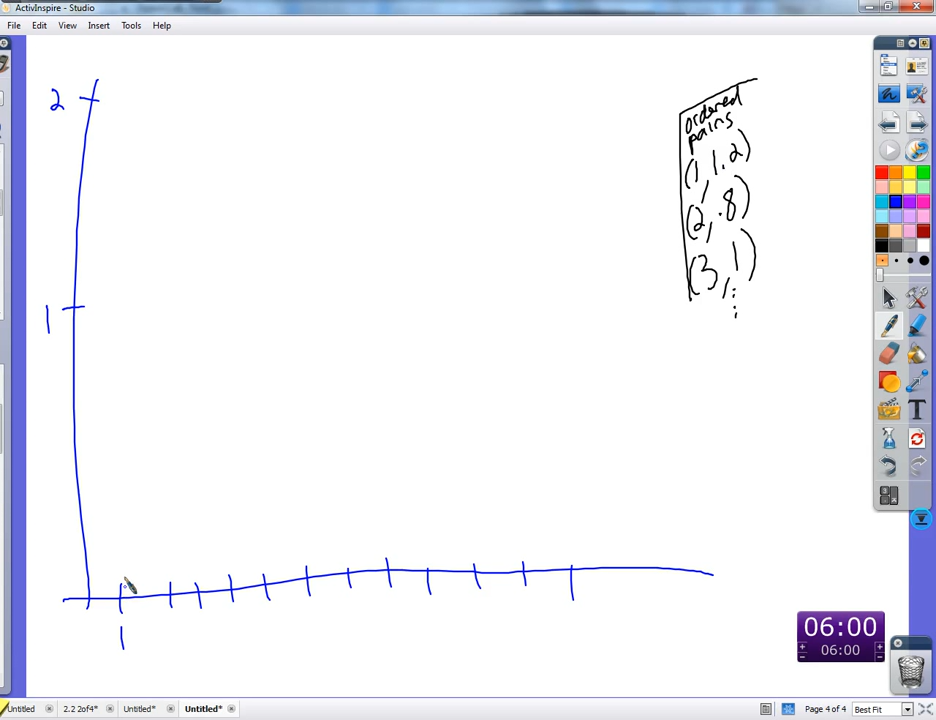 ActivInspire - Studio
File Edit View Insert Tools Help
2
ordered
pairs
(1, 1.2)
(2, .8)
(3, 1)
1
1
06:00
06:00
Untitled 2.2 2of4* Untitled* Untitled* Page 4 of 4 Best Fit